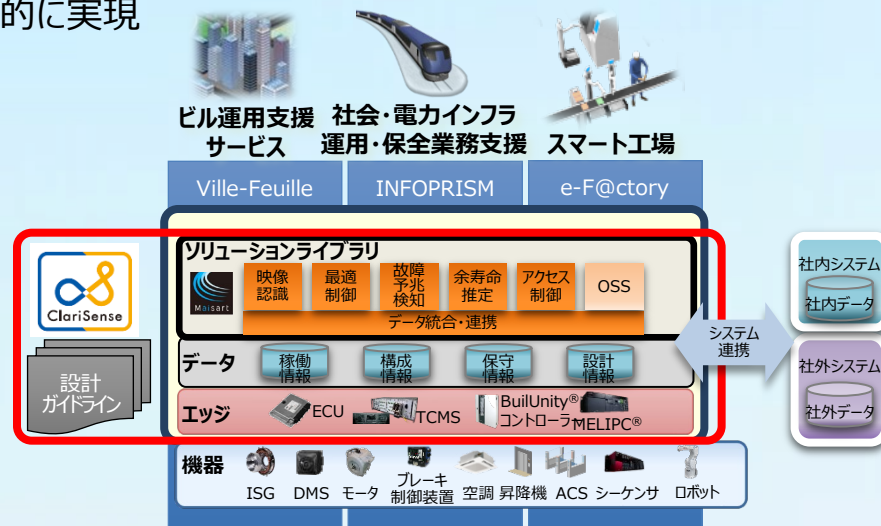 的に実現
ビル運用支援
サービス
社会・電力インフラ
運用・保全業務支援
スマート工場
Ville-Feuille
INFOPRISM
e-F@ctory
ClariSense
設計
ガイドライン
ソリューションライブラリ
Maisart
映像
認識
最適
制御
故障
予兆
検知
余寿命
推定
アクセス
制御
OSS
データ統合・連携
データ
稼働
情報
構成
情報
保守
情報
設計
情報
エッジ
ECU
TCMS
BuilUnity®
コントローラー
MELIPC®
機器
ISG
DMS
モータ
ブレーキ
制御装置
空調
昇降機
ACS
シーケンサ
ロボット
システム
連携
社内システム
社内データ
社外システム
社外データ